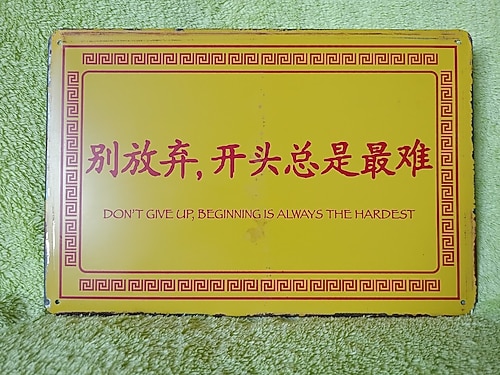 别放弃，开头总是最难
DON'T GIVE UP, BEGINNING IS ALWAYS THE HARDEST